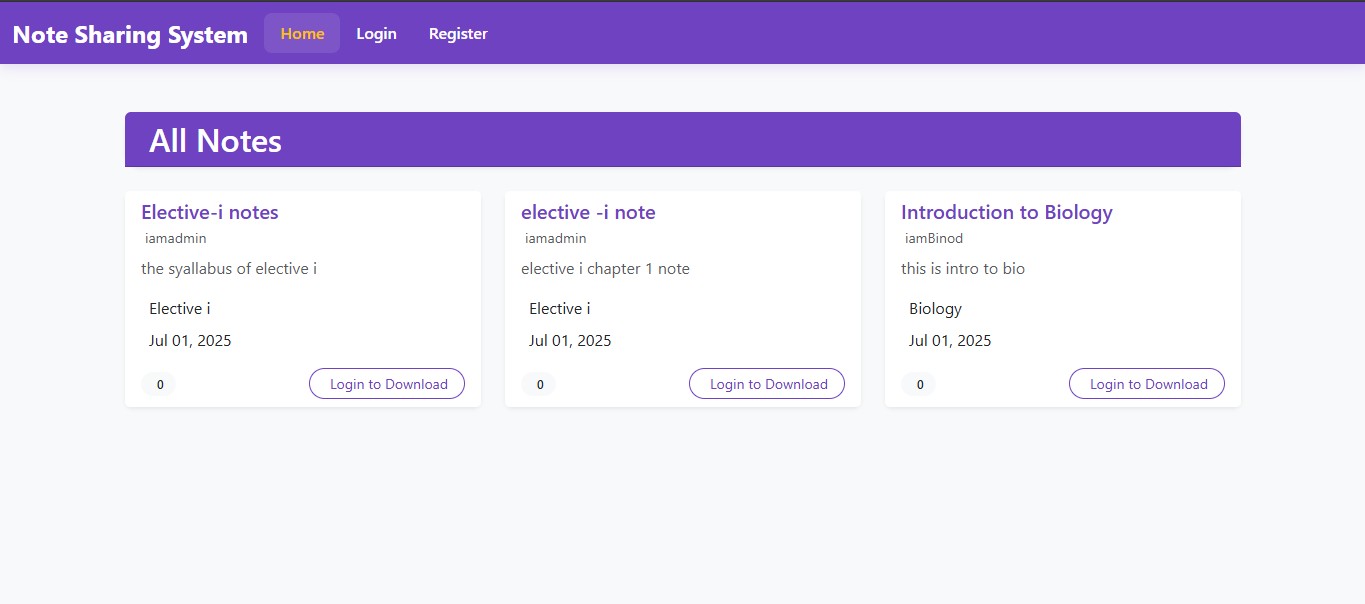 Note Sharing System Home Login Register
All Notes
Elective-i notes
iamadmin
the syallabus of elective i
Elective i
Jul 01, 2025
0 Login to Download
elective -i note
iamadmin
elective i chapter 1 note
Elective i
Jul 01, 2025
0 Login to Download
Introduction to Biology
iamBinod
this is intro to bio
Biology
Jul 01, 2025
0 Login to Download